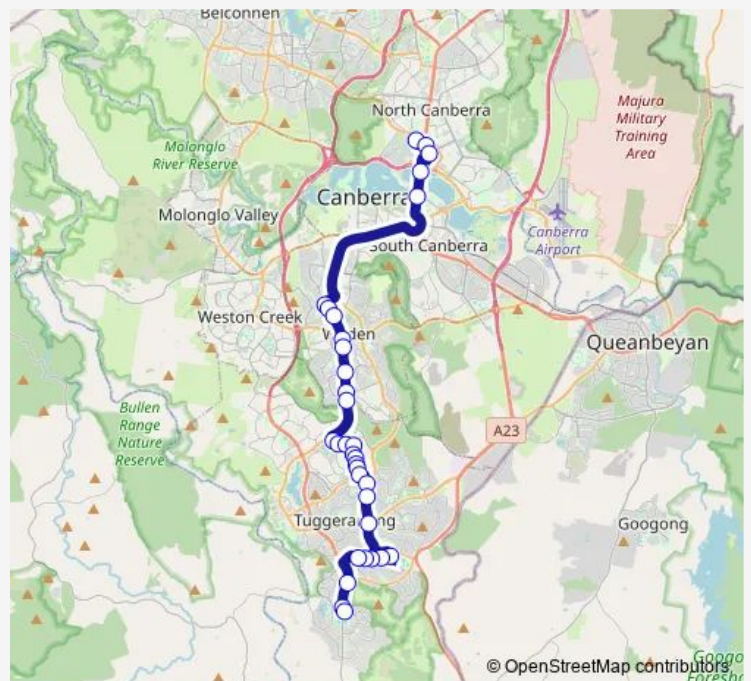 Belconnen
North Canberra
Majura
Military
Training
Area
Molonglo
River Reserve
Canberra
Molonglo Valley
Canberra
Airport
South Canberra
Weston Creek
Queanbeyan
Bullen
Range
Nature
Reserve
A23
Googong
© OpenStreetMap contributors